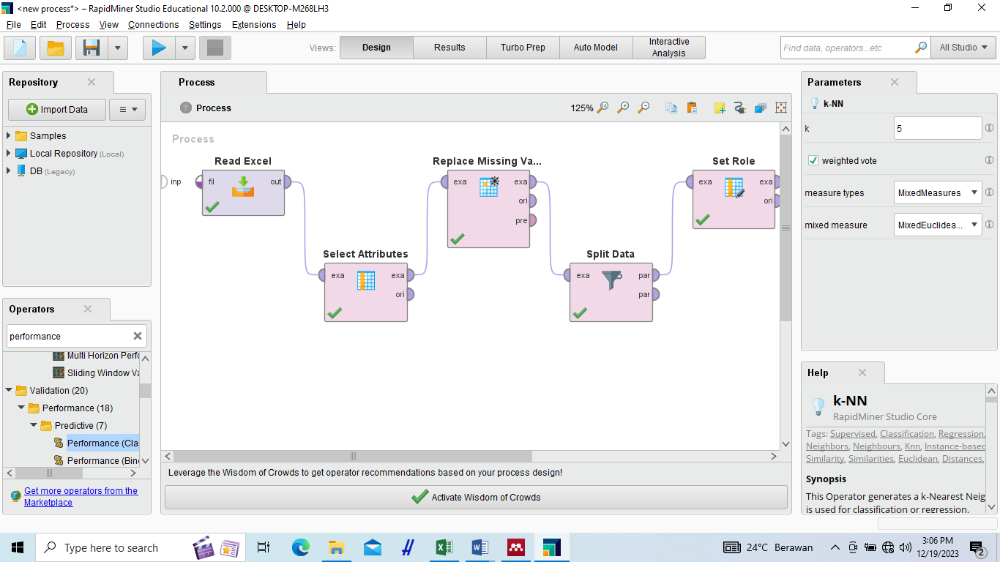 <new process*> – RapidMiner Studio Educational 10.2.000 @ DESKTOP-M268LH3
File Edit Process View Connections Settings Extensions Help
Views: Design Results Turbo Prep Auto Model Interactive Analysis
Find data, operators...etc
All Studio
Repository
Import Data
Samples
Local Repository (Local)
DB (Legacy)
Operators
performance
Multi Horizon Perfo
Sliding Window Va
Validation (20)
Performance (18)
Predictive (7)
Performance (Cla
Performance (Bin
Get more operators from the
Marketplace
Process
Process
125%
Process
inp
Read Excel
fil out
Select Attributes
exa exa
ori
Replace Missing Va...
exa exa
ori
pre
Split Data
exa par
par
Set Role
exa exa
ori
Leverage the Wisdom of Crowds to get operator recommendations based on your process design!
Activate Wisdom of Crowds
Parameters
k-NN
k 5
weighted vote
measure types MixedMeasures
mixed measure MixedEuclidea...
Help
k-NN
RapidMiner Studio Core
Tags: Supervised, Classification, Regression,
Neighbors, Neighbours, Knn, Instance-based
Similarity, Similarities, Euclidean, Distances,
Synopsis
This Operator generates a k-Nearest Neig
is used for classification or regression.
Type here to search
24°C Berawan
3:06 PM
12/19/2023
2